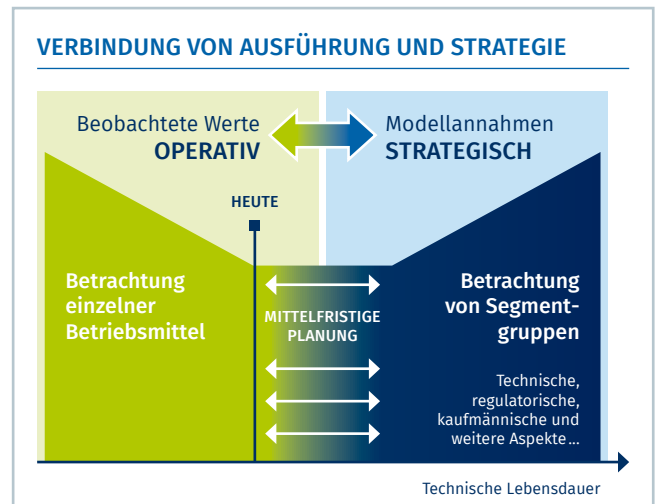 VERBINDUNG VON AUSFÜHRUNG UND STRATEGIE
Beobachtete Werte
OPERATIV
Modellannahmen
STRATEGISCH
HEUTE
Betrachtung
einzelner
Betriebsmittel
MITTELFRISTIGE
PLANUNG
Betrachtung
von Segment-
gruppen
Technische,
regulatorische,
kaufmännische und
weitere Aspekte...
Technische Lebensdauer